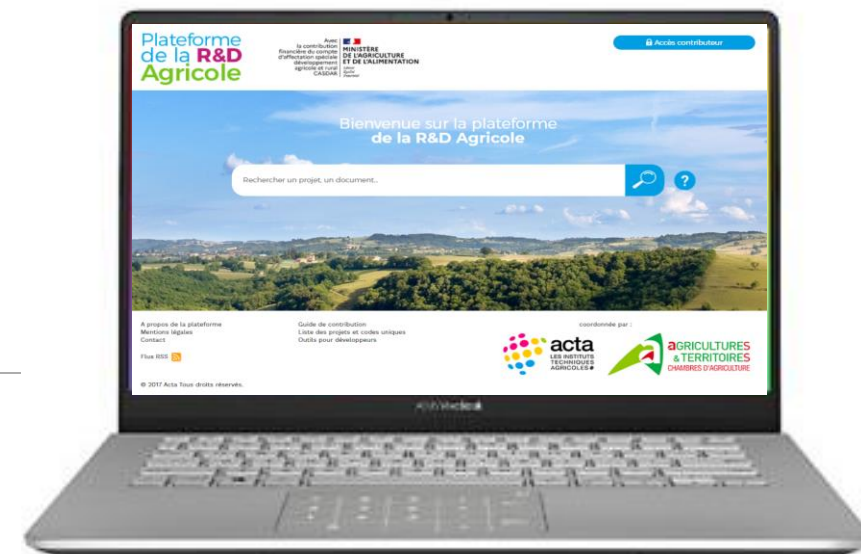 Plateforme
de la R&D
Agricole
Avec
la contribution
financière du compte
d'affectation spéciale
développement
agricole et rural
CASDAR
MINISTÈRE
DE L'AGRICULTURE
ET DE L'ALIMENTATION
Accès contributeur
Bienvenue sur la plateforme
de la R&D Agricole
Rechercher un projet, un document..
?
A propos de la plateforme
Mentions légales
Contact
Flux RSS
Guide de contribution
Liste des projets et codes uniques
Outils pour développeurs
coordonnée par :
acta
LES INSTITUTS
TECHNIQUES
AGRICOLES
aGRICULTURES
& TERRITOIRES
CHAMBRES D'AGRICULTURE
© 2017 Acta Tous droits réservés.